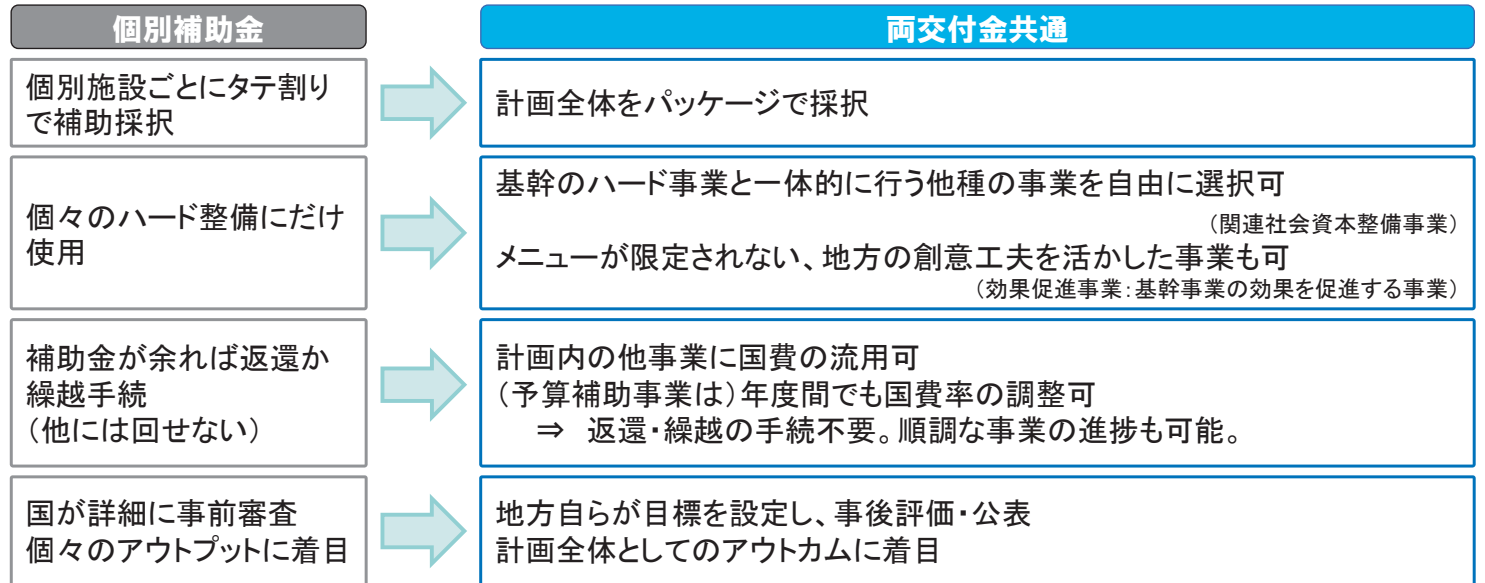 個別補助金
両交付金共通
個別施設ごとにタテ割り
で補助採択
計画全体をパッケージで採択
個々のハード整備にだけ
使用
基幹のハード事業と一体的に行う他種の事業を自由に選択可
（関連社会資本整備事業）
メニューが限定されない、地方の創意工夫を活かした事業も可
（効果促進事業：基幹事業の効果を促進する事業）
補助金が余れば返還か
繰越手続
（他には回せない）
計画内の他事業に国費の流用可
（予算補助事業は）年度間でも国費率の調整可
⇒　返還・繰越の手続不要。順調な事業の進捗も可能。
国が詳細に事前審査
個々のアウトプットに着目
地方自らが目標を設定し、事後評価・公表
計画全体としてのアウトカムに着目